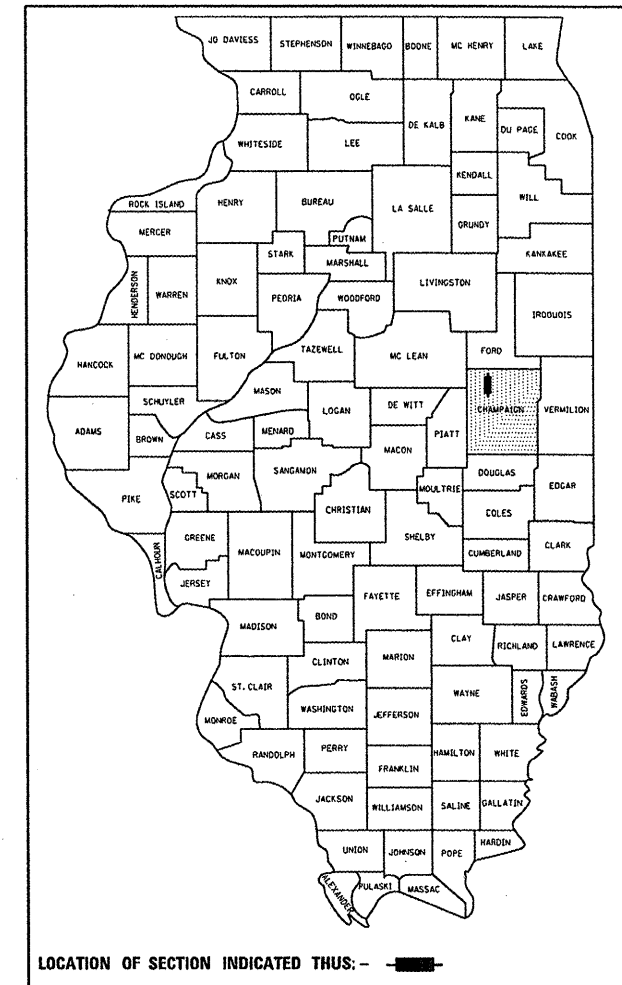 JO DAVIESS STEPHENSON WINNEBAGO BOONE MC HENRY LAKE
CARROLL OGLE DE KALB KANE DU PAGE COOK
WHITESIDE LEE KENDALL WILL
ROCK ISLAND HENRY BUREAU LA SALLE GRUNDY
MERCER PUTNAM KANKAKEE
STARK MARSHALL LIVINGSTON
HENDERSON WARREN KNOX PEORIA WOODFORD IROQUOIS
HANCOCK MC DONOUGH FULTON TAZEWELL MC LEAN FORD
SCHUYLER MASON LOGAN DE WITT CHAMPAIGN VERMILION
ADAMS BROWN CASS MENARD MACON PIATT
PIKE SCOTT MORGAN SANGAMON MOULTRIE DOUGLAS EDGAR
CHRISTIAN COLES
CALHOUN GREENE MACOUPIN MONTGOMERY SHELBY CUMBERLAND CLARK
JERSEY FAYETTE EFFINGHAM JASPER CRAWFORD
MADISON BOND CLAY RICHLAND LAWRENCE
CLINTON MARION
ST. CLAIR WAYNE EDWARDS WABASH
MONROE WASHINGTON JEFFERSON
RANDOLPH PERRY HAMILTON WHITE
FRANKLIN
JACKSON WILLIAMSON SALINE GALLATIN
UNION JOHNSON POPE HARDIN
ALEXANDER PULASKI MASSAC
LOCATION OF SECTION INDICATED THUS: -